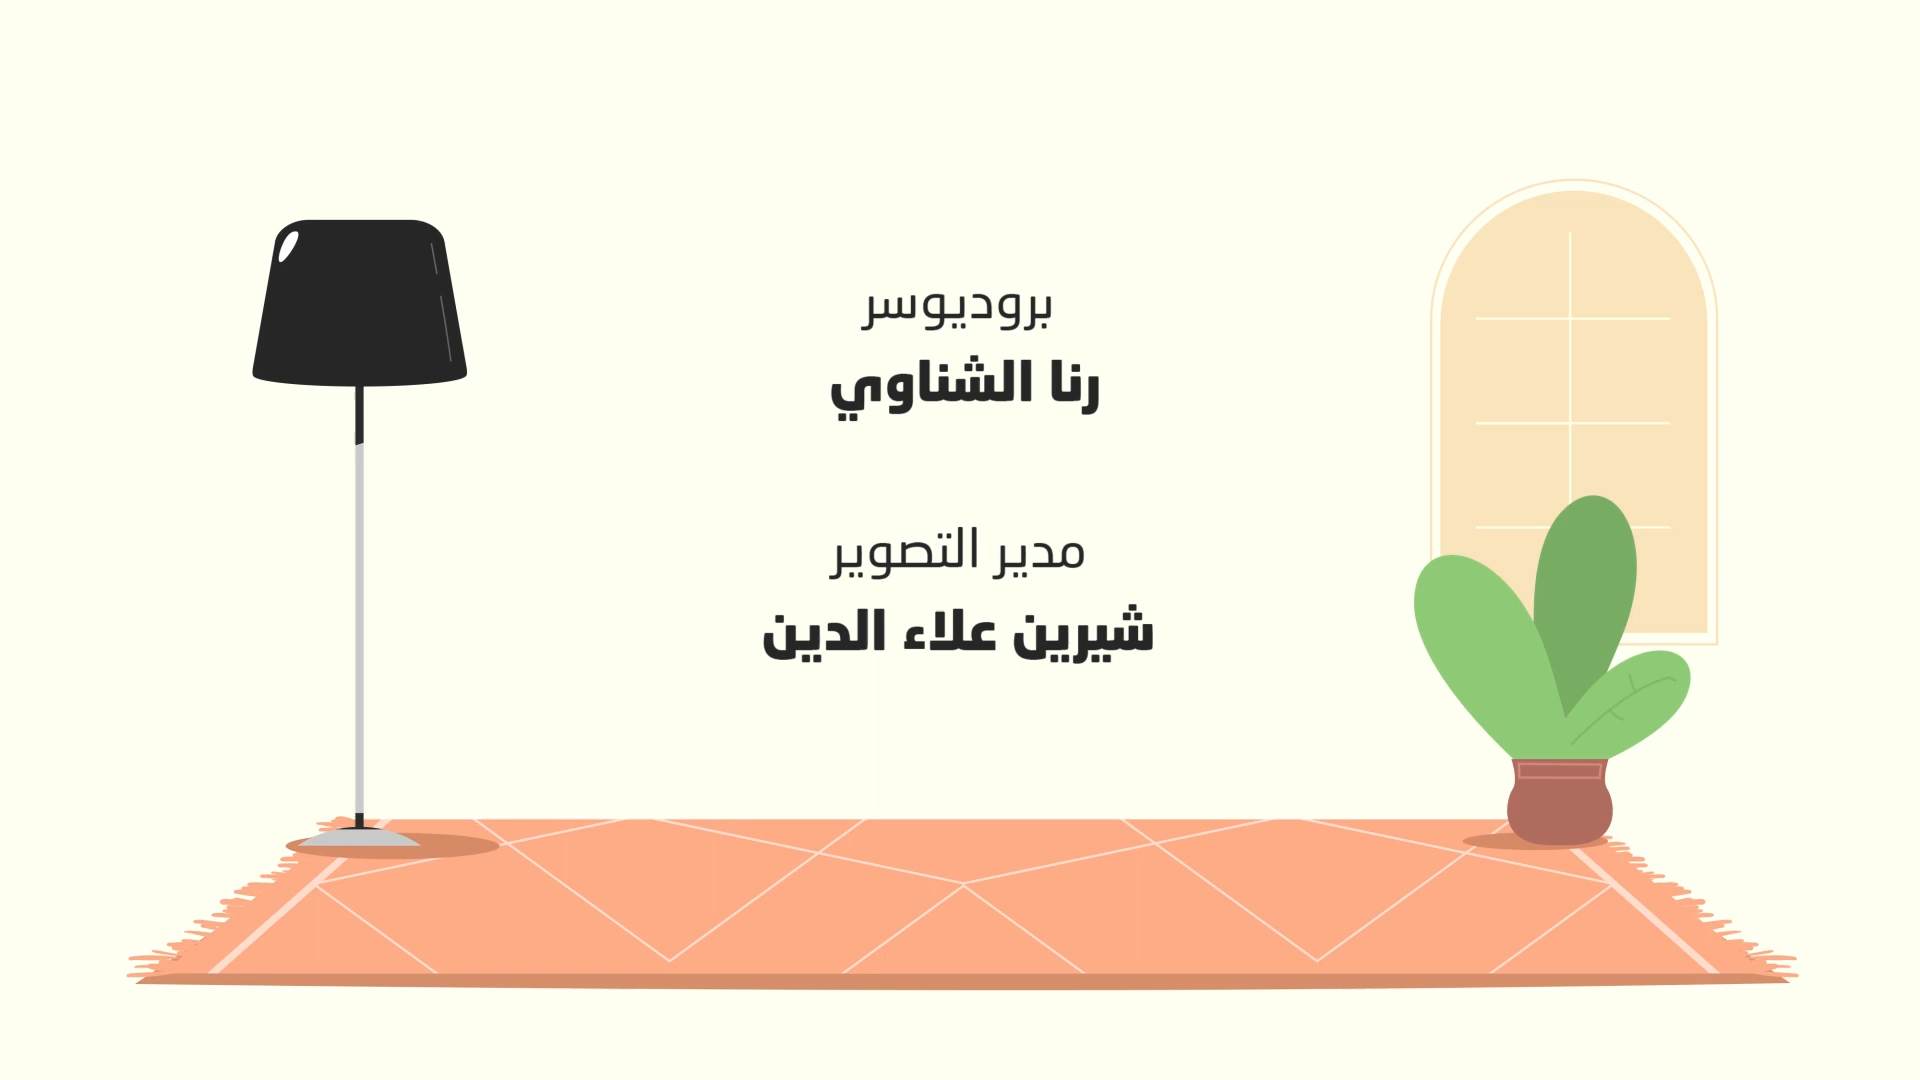 بروديوسر
رنا الشناوي
مدير التصوير
شيرين علاء الدين